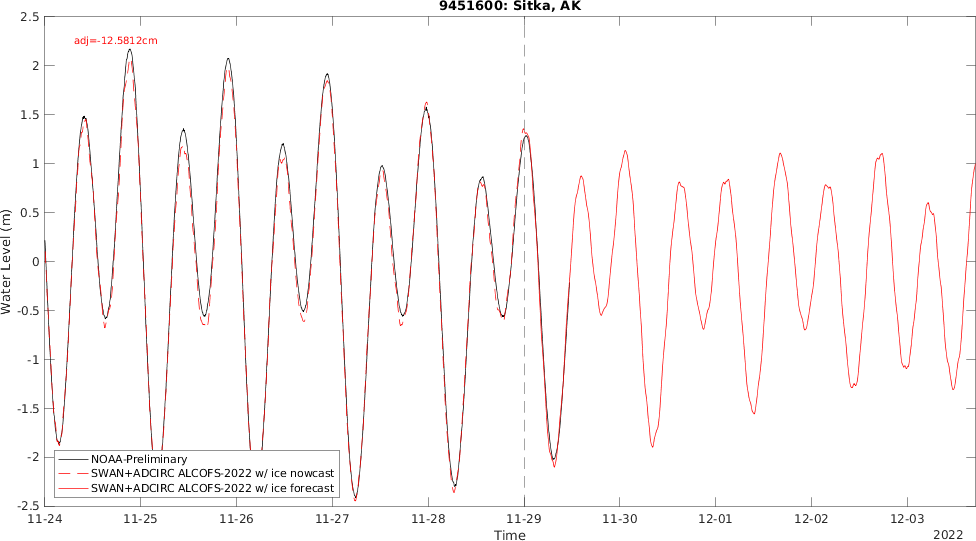 9451600: Sitka, AK
adj=-12.5812cm
2.5
2
1.5
1
0.5
0
-0.5
-1
-1.5
-2
-2.5
Water Level (m)
NOAA-Preliminary
SWAN+ADCIRC ALCOFS-2022 w/ ice nowcast
SWAN+ADCIRC ALCOFS-2022 w/ ice forecast
11-24 11-25 11-26 11-27 11-28 11-29 11-30 12-01 12-02 12-03
Time
2022